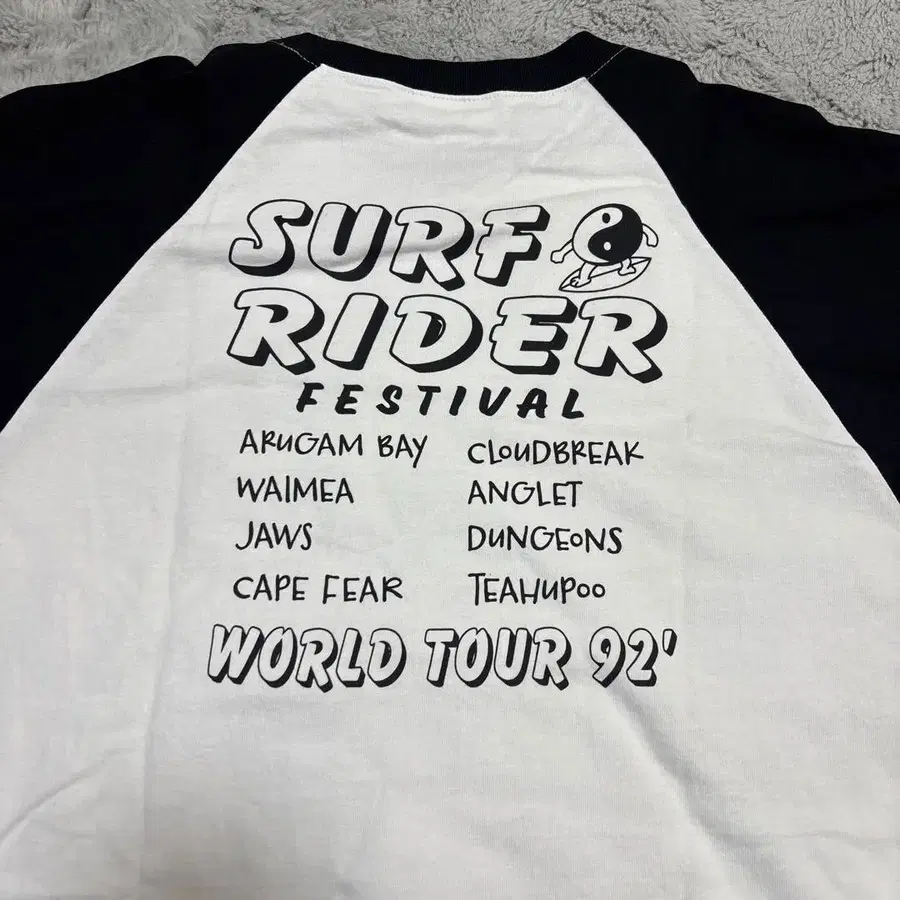 SURF
RIDER
FESTIVAL
ARUGAM BAY CLOUDBREAK
WAIMEA ANGLET
JAWS DUNGEONS
CAPE FEAR TEAHUPOO
WORLD TOUR 92'